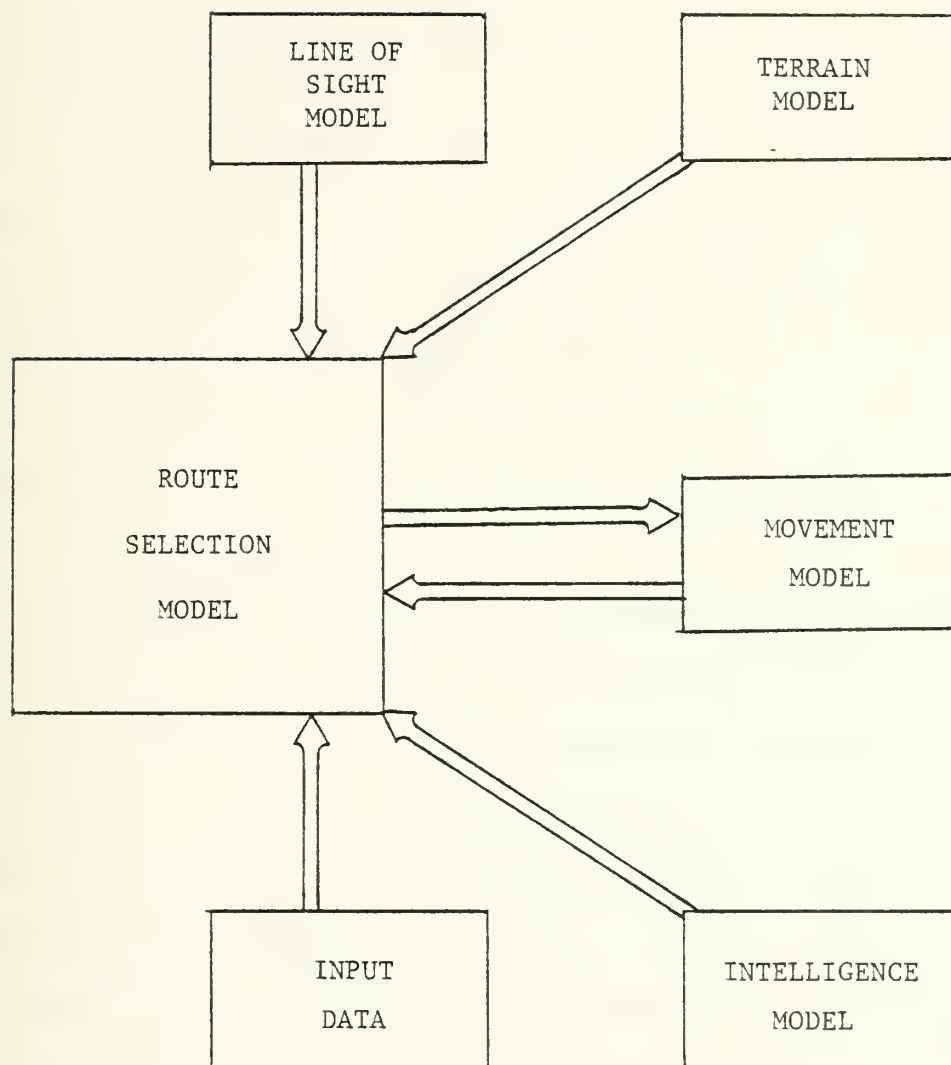 LINE OF
SIGHT
MODEL
TERRAIN
MODEL
ROUTE
SELECTION
MODEL
MOVEMENT
MODEL
INPUT
DATA
INTELLIGENCE
MODEL